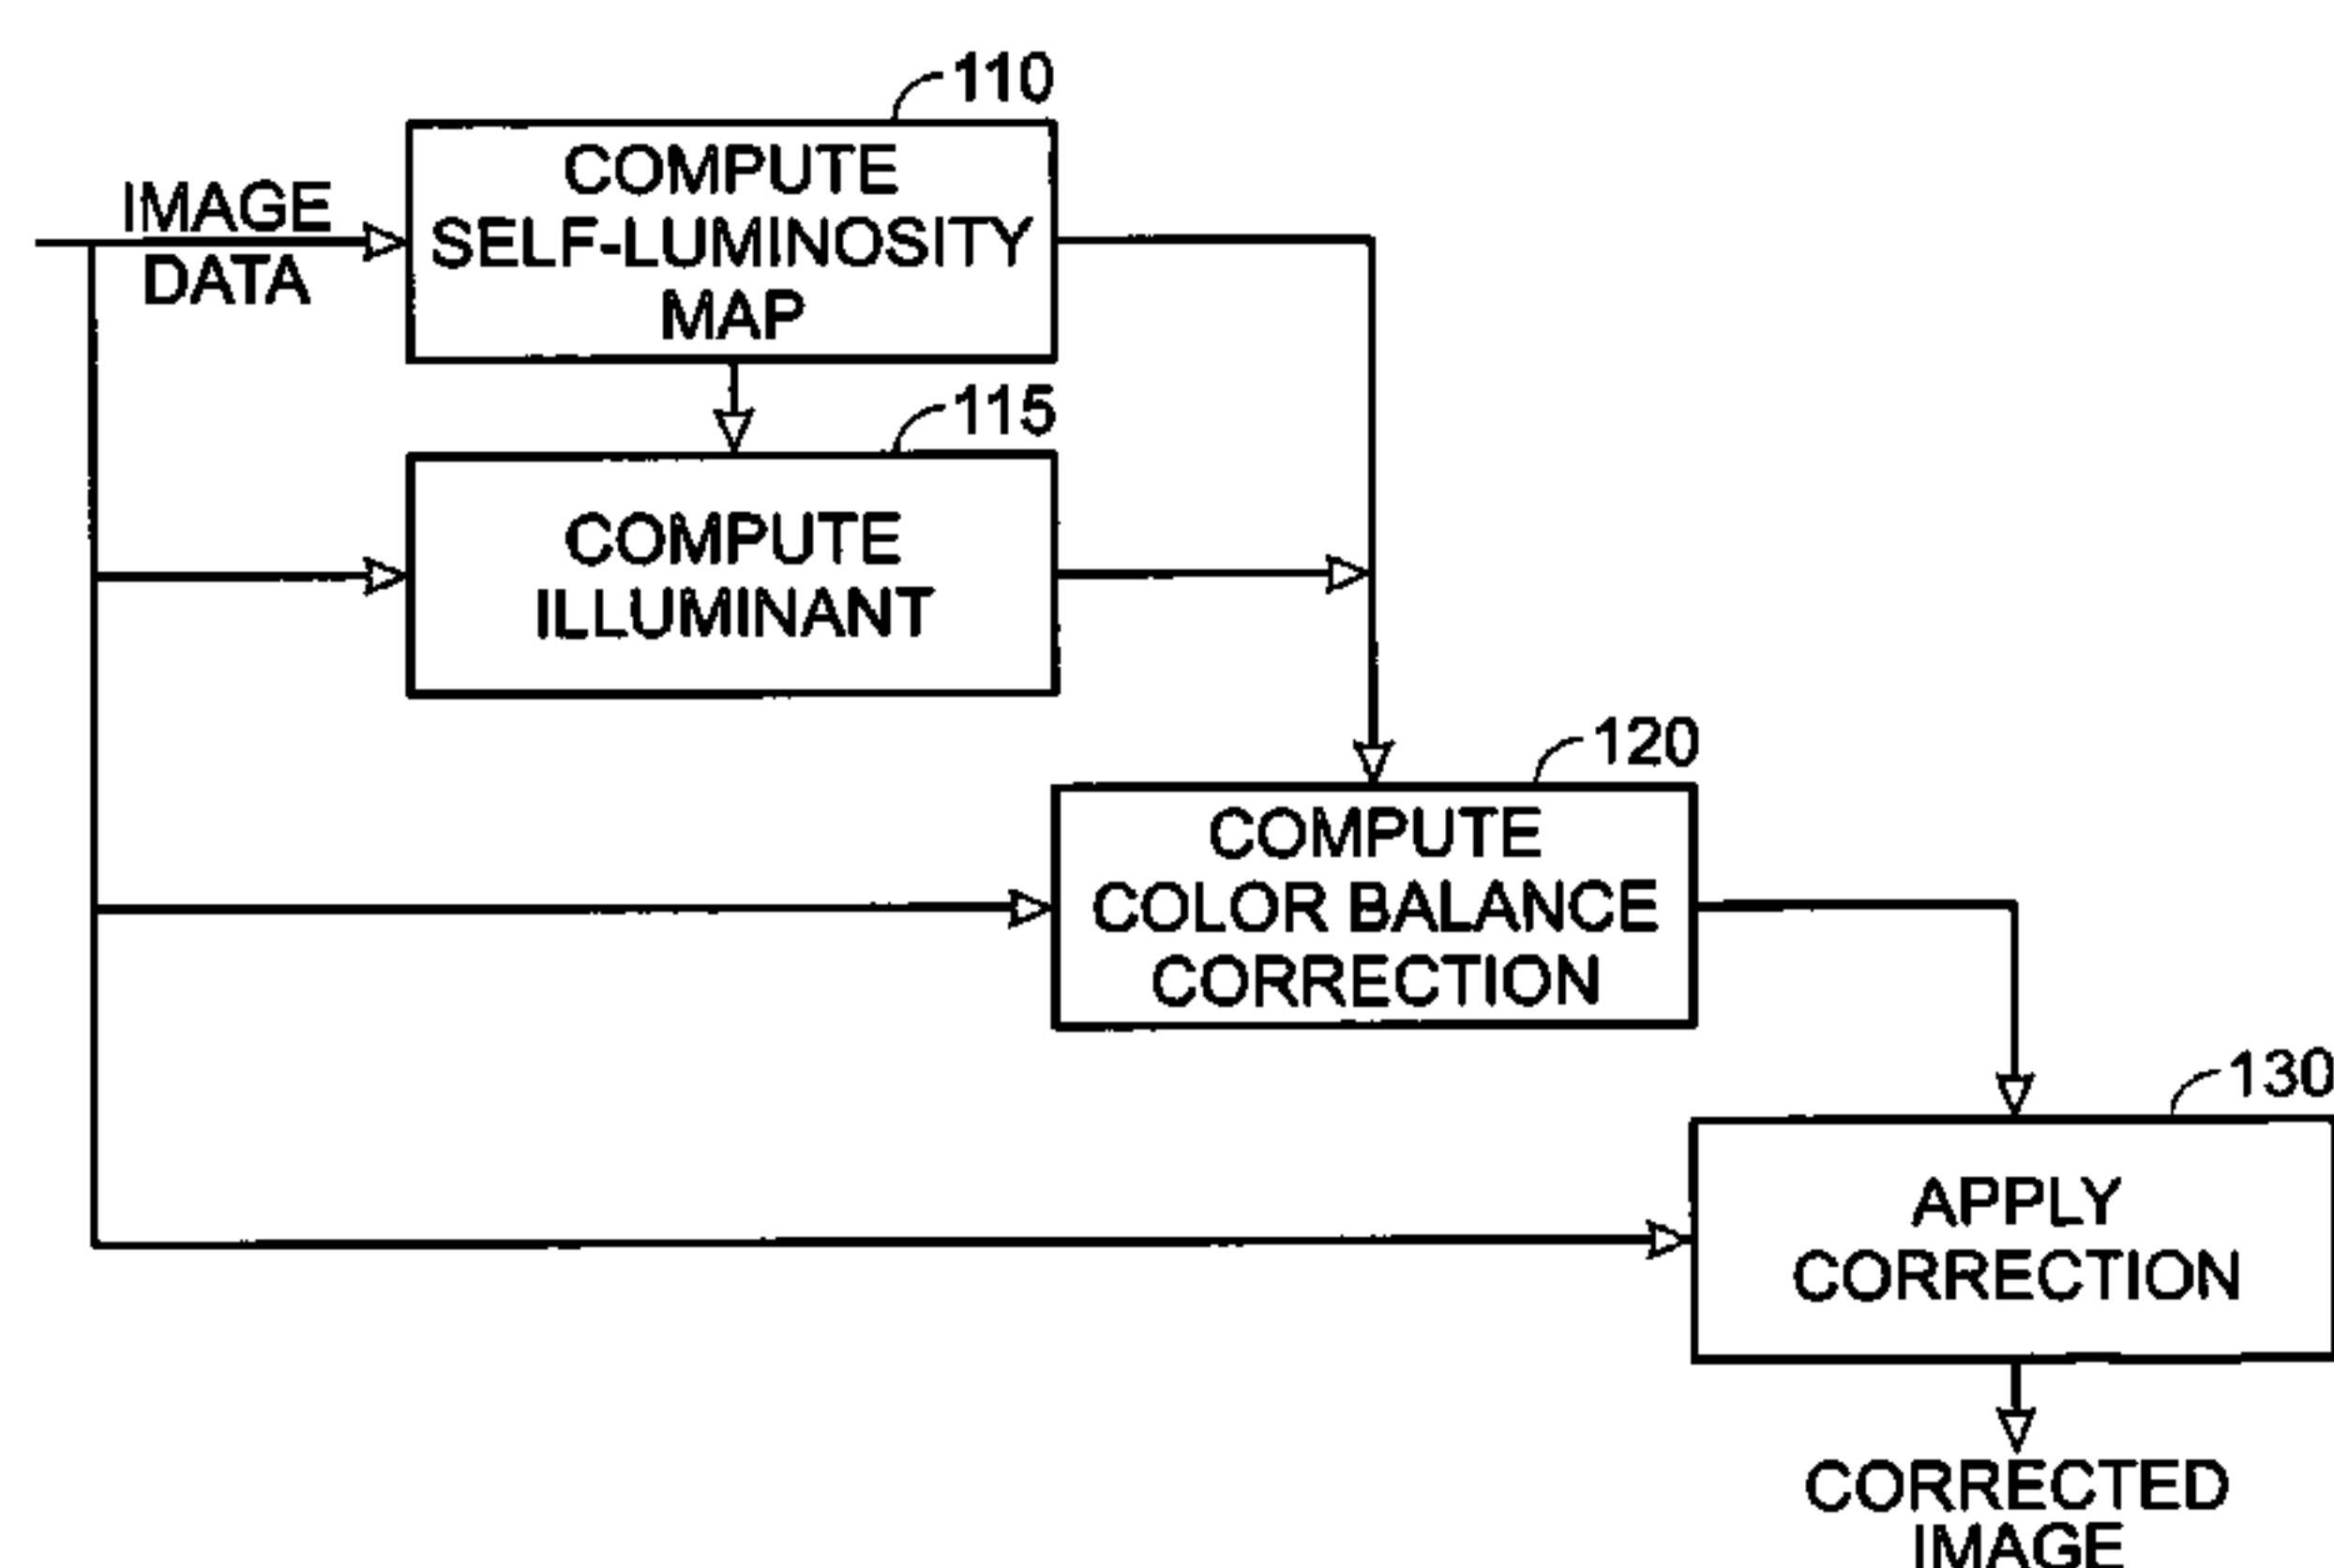 110
COMPUTE
SELF-LUMINOSITY
MAP
IMAGE
DATA
115
COMPUTE
ILLUMINANT
120
COMPUTE
COLOR BALANCE
CORRECTION
130
APPLY
CORRECTION
CORRECTED
IMAGE